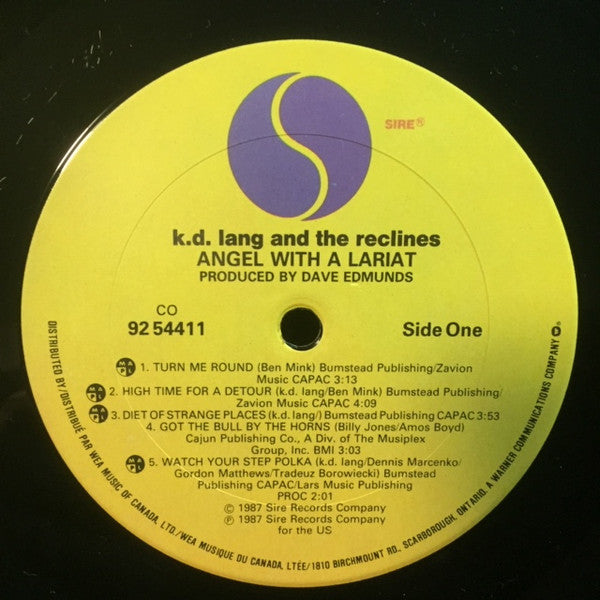 SIRE®
k.d. lang and the reclines
ANGEL WITH A LARIAT
PRODUCED BY DAVE EDMUNDS
CO
92 54411
Side One
1. TURN ME ROUND (Ben Mink) Bumstead Publishing/Zavion
Music CAPAC 3:13
2. HIGH TIME FOR A DETOUR (k.d. lang/Ben Mink) Bumstead Publishing/
Zavion Music CAPAC 4:09
3. DIET OF STRANGE PLACES (k.d. lang/) Bumstead Publishing CAPAC 3:53
4. GOT THE BULL BY THE HORNS (Billy Jones/Amos Boyd)
Cajun Publishing Co., A Div. of The Musiplex
Group, Inc. BMI 3:03
5. WATCH YOUR STEP POLKA (k.d. lang/Dennis Marcenko/
Gordon Matthews/Tradeuz Borowiecki) Bumstead
Publishing CAPAC/Lars Music Publishing
PROC 2:01
© 1987 Sire Records Company
℗ 1987 Sire Records Company
for the US
DISTRIBUTED BY/DISTRIBUÉ PAR WEA MUSIC OF CANADA, LTD./WEA MUSIQUE DU CANADA, LTÉE/1810 BIRCHMOUNT RD., SCARBOROUGH, ONTARIO. A WARNER COMMUNICATIONS COMPANY